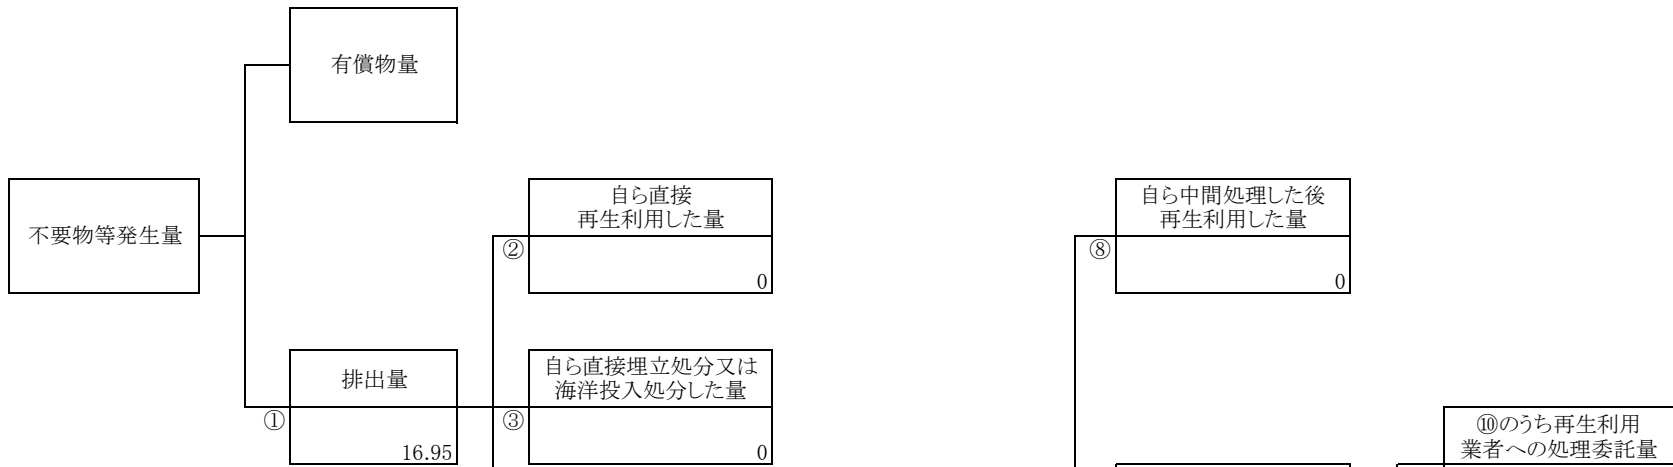 有償物量
不要物等発生量
自ら直接
再生利用した量
②
0
自ら中間処理した後
再生利用した量
⑧
0
排出量
①
16.95
自ら直接埋立処分又は
海洋投入処分した量
③
0
⑩のうち再生利用
業者への処理委託量